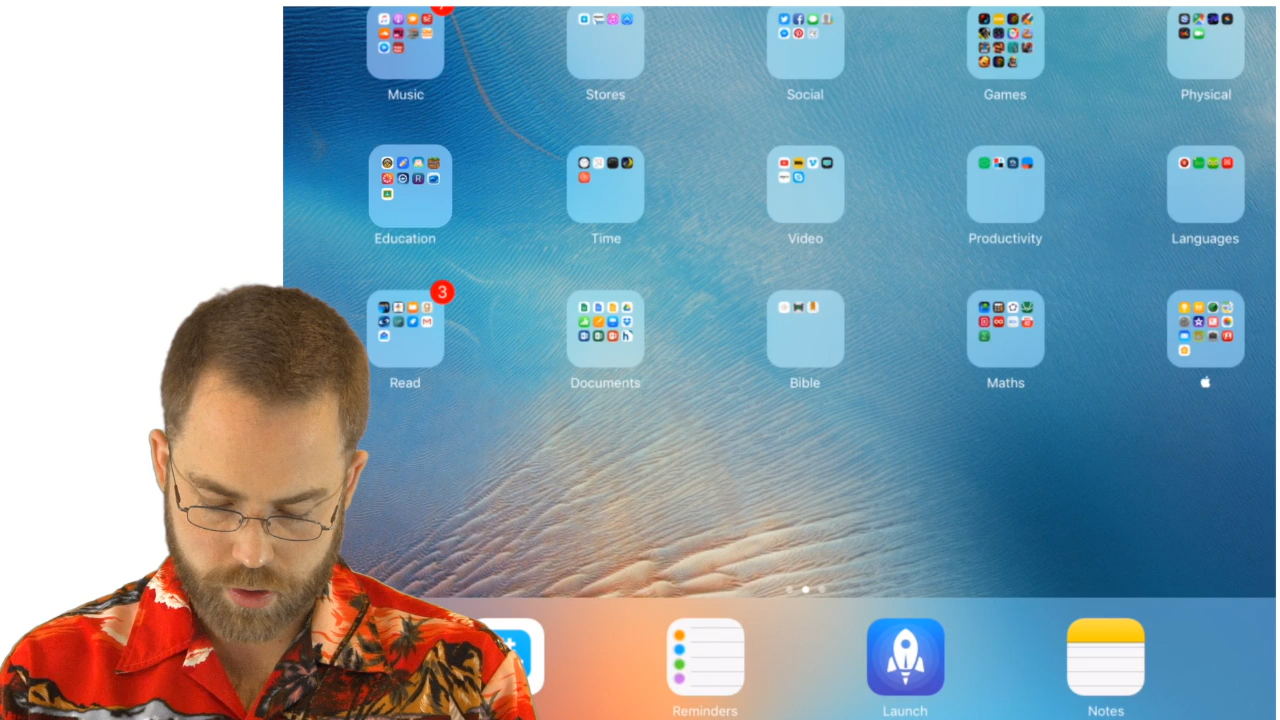 Music
Stores
Social
Games
Physical
Education
Time
Video
Productivity
Languages
3
Read
Documents
Bible
Maths
Reminders
Launch
Notes